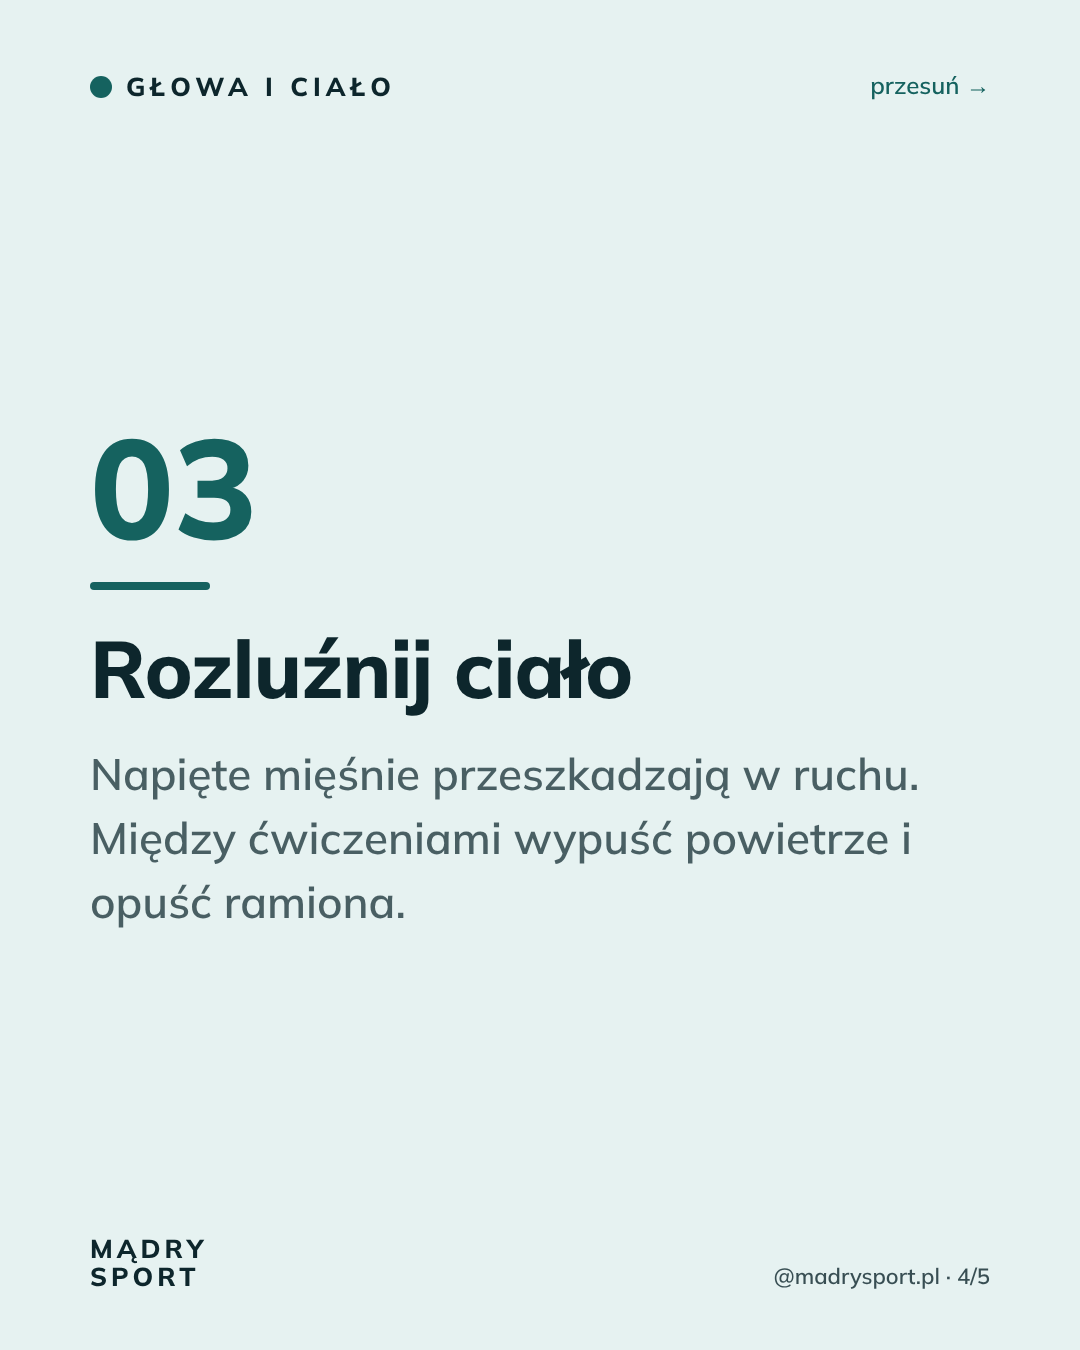 GŁOWA I CIAŁO
przesuń →
03
Rozluźnij ciało
Napięte mięśnie przeszkadzają w ruchu.
Między ćwiczeniami wypuść powietrze i
opuść ramiona.
MĄDRY
SPORT
@madrysport.pl · 4/5